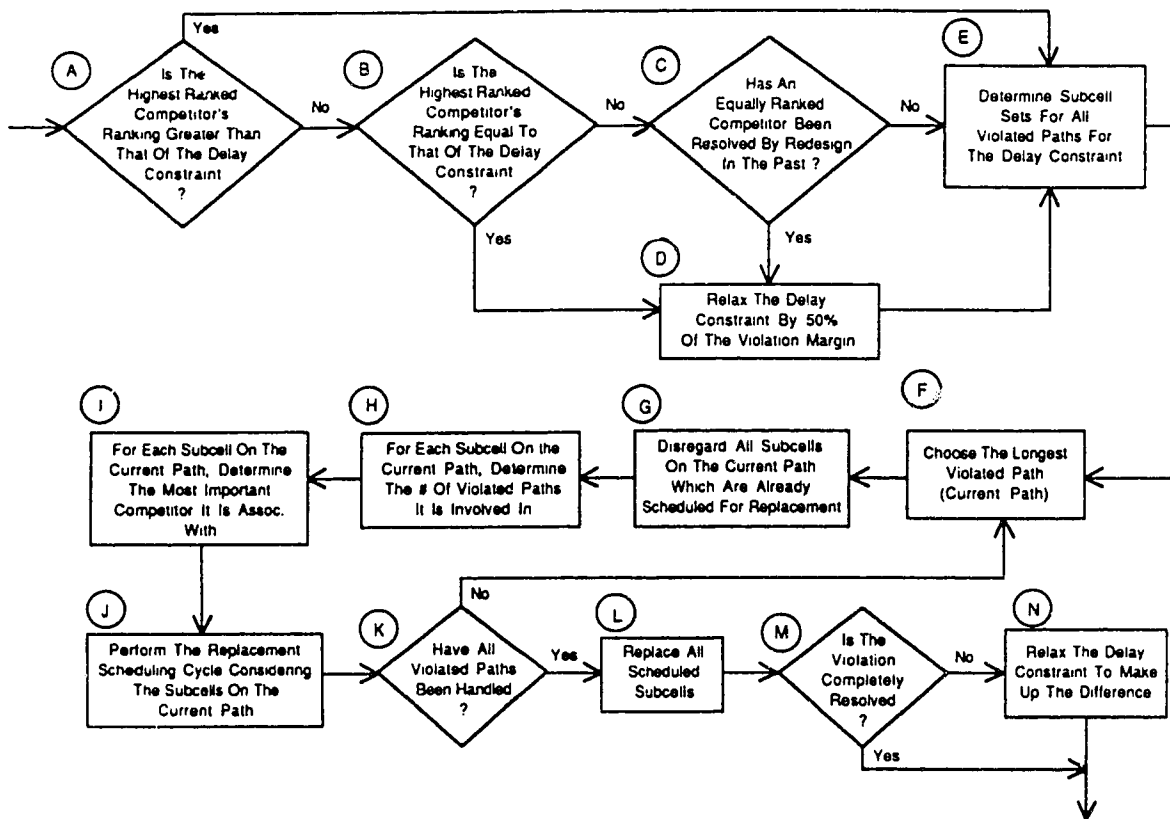 Yes
A
Is The
Highest Ranked
Competitor's
Ranking Greater Than
That Of The Delay
Constraint
?
No
B
Is The
Highest Ranked
Competitor's
Ranking Equal To
That Of The Delay
Constraint
?
No
C
Has An
Equally Ranked
Competitor Been
Resolved By Redesign
In The Past ?
No
E
Determine Subcell
Sets For All
Violated Paths For
The Delay Constraint
Yes
Yes
D
Relax The Delay
Constraint By 50%
Of The Violation Margin
F
Choose The Longest
Violated Path
(Current Path)
G
Disregard All Subcells
On The Current Path
Which Are Already
Scheduled For Replacement
H
For Each Subcell On the
Current Path, Determine
The # Of Violated Paths
It Is Involved In
I
For Each Subcell On The
Current Path, Determine
The Most Important
Competitor It Is Assoc.
With
J
Perform The Replacement
Scheduling Cycle Considering
The Subcells On The
Current Path
No
K
Have All
Violated Paths
Been Handled
?
Yes
L
Replace All
Scheduled
Subcells
M
Is The
Violation
Completely
Resolved
?
No
N
Relax The Delay
Constraint To Make
Up The Difference
Yes